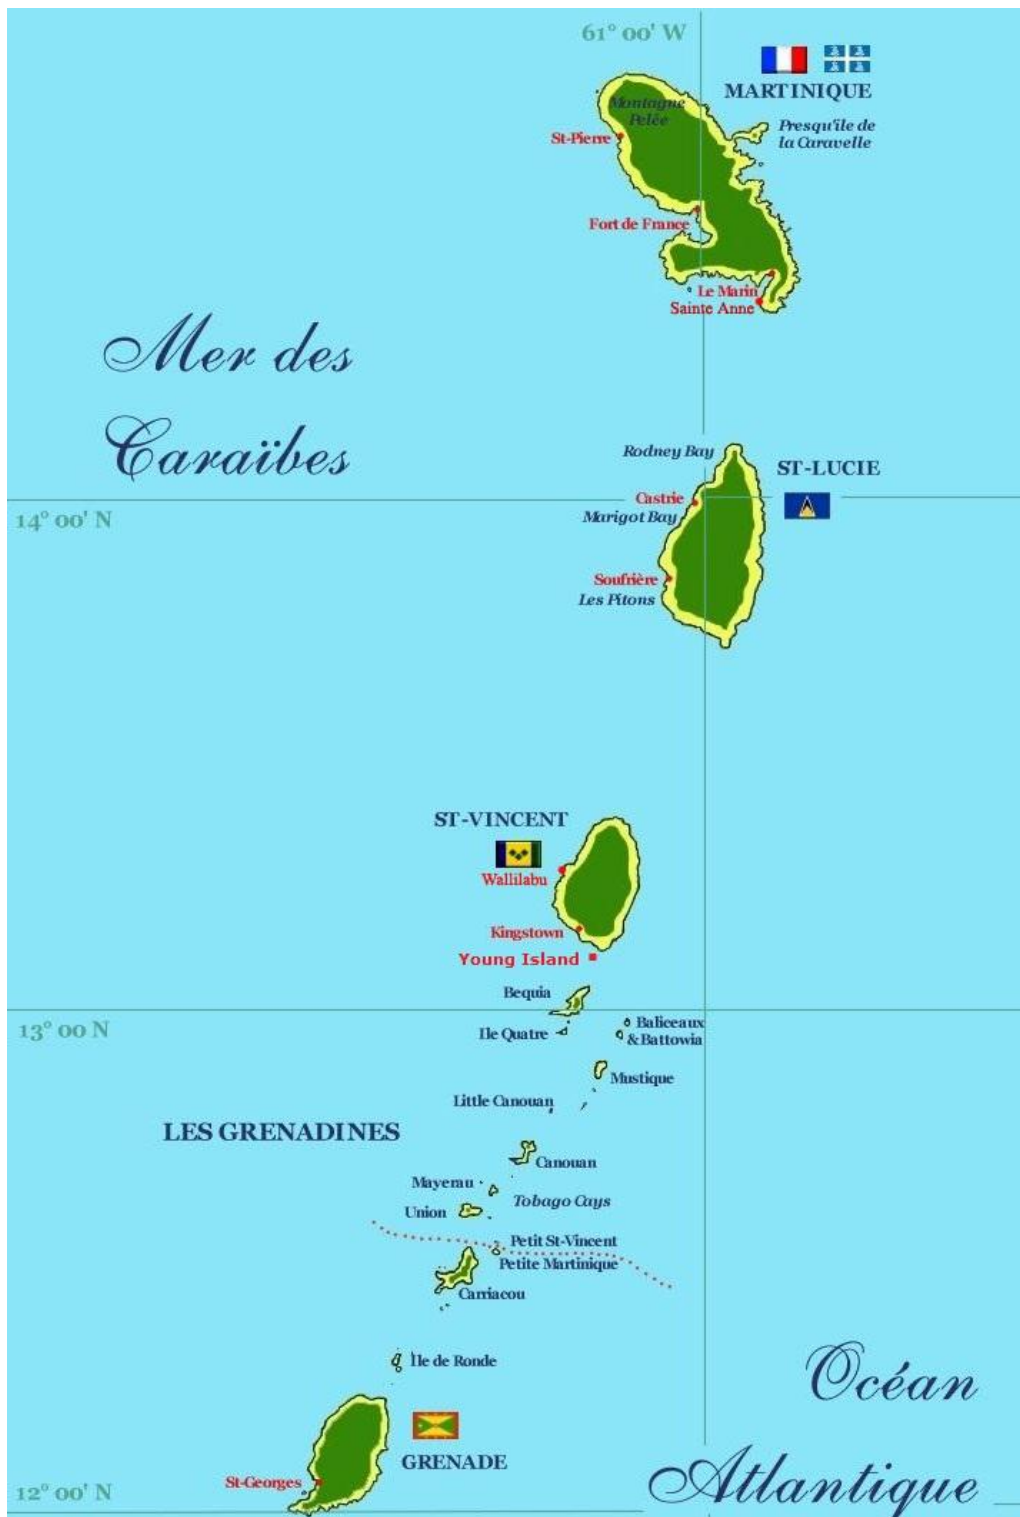 61° 00' W
MARTINIQUE
Montagne
Pelée
Presqu'île de
la Caravelle
St-Pierre
Fort de France
Le Marin
Sainte Anne
Mer des
Caraïbes
Rodney Bay
ST-LUCIE
Castrie
14° 00' N
Marigot Bay
Soufrière
Les Pitons
ST-VINCENT
Wallilabu
Kingstown
Young Island
Bequia
13° 00 N
Ile Quatre
Baliceaux
& Battowia
Mustique
Little Canouan
LES GRENADINES
Canouan
Mayerau
Tobago Cays
Union
Petit St-Vincent
Petite Martinique
Carriacou
Île de Ronde
Océan
Atlantique
GRENADE
St-Georges
12° 00' N